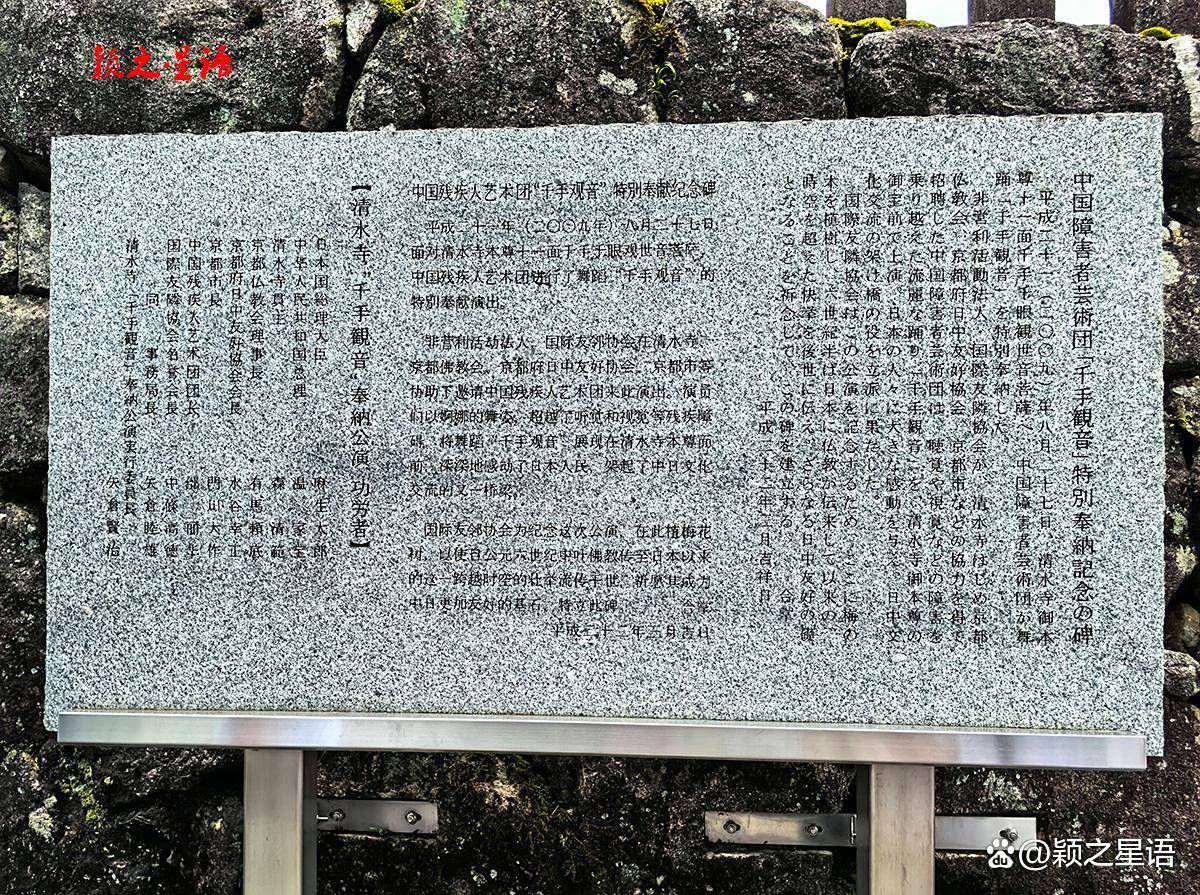 颖之星语
中国障害者芸術団「千手観音」特別奉納記念の碑
平成二十一(二〇〇九)年八月二十七日、清水寺御本
尊十一面千手千眼観世音菩薩へ、中国障害者芸術団が舞
踊「千手観音」を特別奉納した。
非営利活動法人、国際友隣協会が、清水寺はじめ京都
仏教会、京都府日中友好協会、京都市などの協力を得て
招聘した中国障害者芸術団は、聴覚や視覚などの障害を
乗り越えた流麗な踊り「千手観音」を、清水寺御本尊の
御宝前で上演、日本の人々に大きな感動を与え、日中文
化交流の架け橋の役を立派に果たした。
国際友隣協会はこの公演を記念するため、ここに梅の
木を植樹し、六世紀半ば日本に仏教が伝来して以来の、
時空を超えた快挙を後世に伝え、さらなる日中友好の礎
となることを祈念して、この碑を建立する。 合掌
平成二十二年二月吉祥日
中国残疾人艺术团“千手观音”特别奉献纪念碑
平成二十一年(二〇〇九年)八月二十七日,
面对清水寺本尊十一面千手千眼观世音菩萨,
中国残疾人艺术团进行了舞蹈“千手观音”的
特别奉献演出。
非营利活动法人、国际友邻协会在清水寺、
京都佛教会、京都府日中友好协会、京都市等
协助下邀请中国残疾人艺术团来此演出。演员
们以婀娜的舞姿,超越了听觉和视觉等残疾障
碍,将舞蹈“千手观音”展现在清水寺本尊面
前,深深地感动了日本人民,架起了中日文化
交流的又一桥梁。
国际友邻协会为纪念这次公演,在此植梅花
树,以使自公元六世纪中叶佛教传至日本以来
的这一跨越时空的壮举流传于世。祈愿其成为
中日更加友好的基石,特立此碑。 合掌
平成二十二年二月吉日
【清水寺“千手観音”奉納公演 功労者】
日本国総理大臣 麻生太郎
中华人民共和国总理 温家宝
清水寺貫主 森 清範
京都仏教会理事長 有馬頼底
京都府日中友好協会会長 水谷幸正
京都市長 門川大作
中国残疾人艺术团团长 邰丽华
国際友隣協会名誉会長 中條高德
同 事務局長 矢倉睦雄
清水寺「千手観音」奉納公演実行委員長
矢倉賢治
@颖之星语